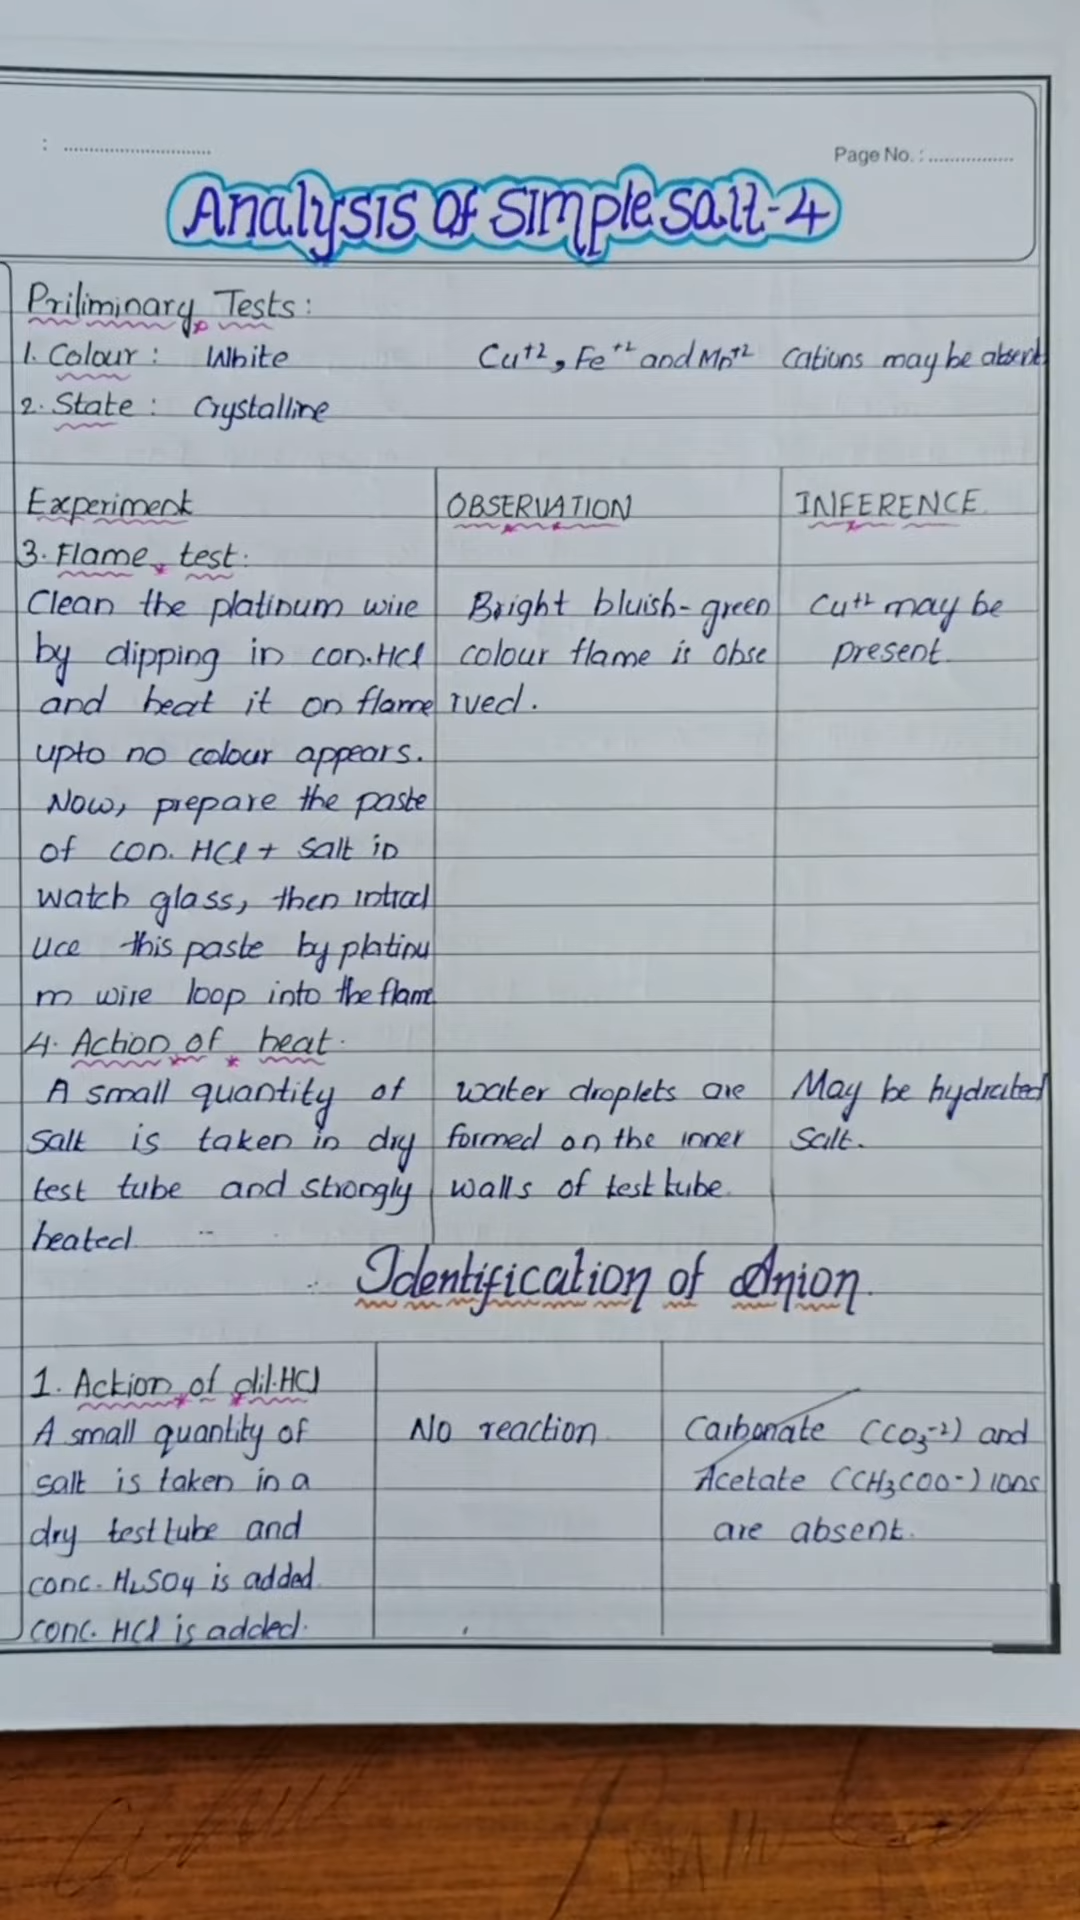 : ............................
Page No. : ................
Analysis of simple salt-4
Priliminary Tests :
1. Colour : White Cu+2, Fe+2 and Mn+2 cations may be absent
2. State : Crystalline
Experiment OBSERVATION INFERENCE
3. Flame test:
Clean the platinum wire Bright bluish-green Cu+2 may be
by dipping in con.HCl colour flame is obse present.
and heat it on flame rved.
upto no colour appears.
Now, prepare the paste
of con. HCl + salt in
watch glass, then introd
uce this paste by platinu
m wire loop into the flame
4. Action of heat.
A small quantity of water droplets are May be hydrated
salt is taken in dry formed on the inner salt.
test tube and strongly walls of test tube.
heated
Identification of Anion.
1. Action of dil.HCl
A small quantity of No reaction Carbonate (CO3-2) and
salt is taken in a Acetate (CH3COO-) ions
dry test tube and are absent.
conc. H2SO4 is added.
conc. HCl is added.